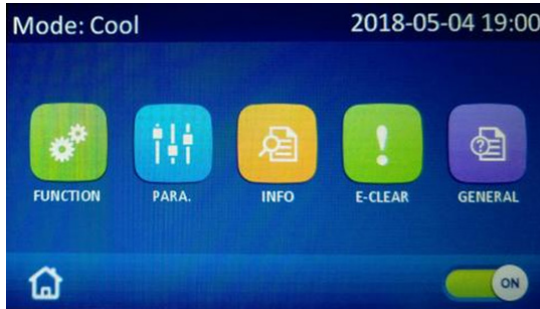 Mode: Cool 2018-05-04 19:00
FUNCTION PARA. INFO E-CLEAR GENERAL
ON